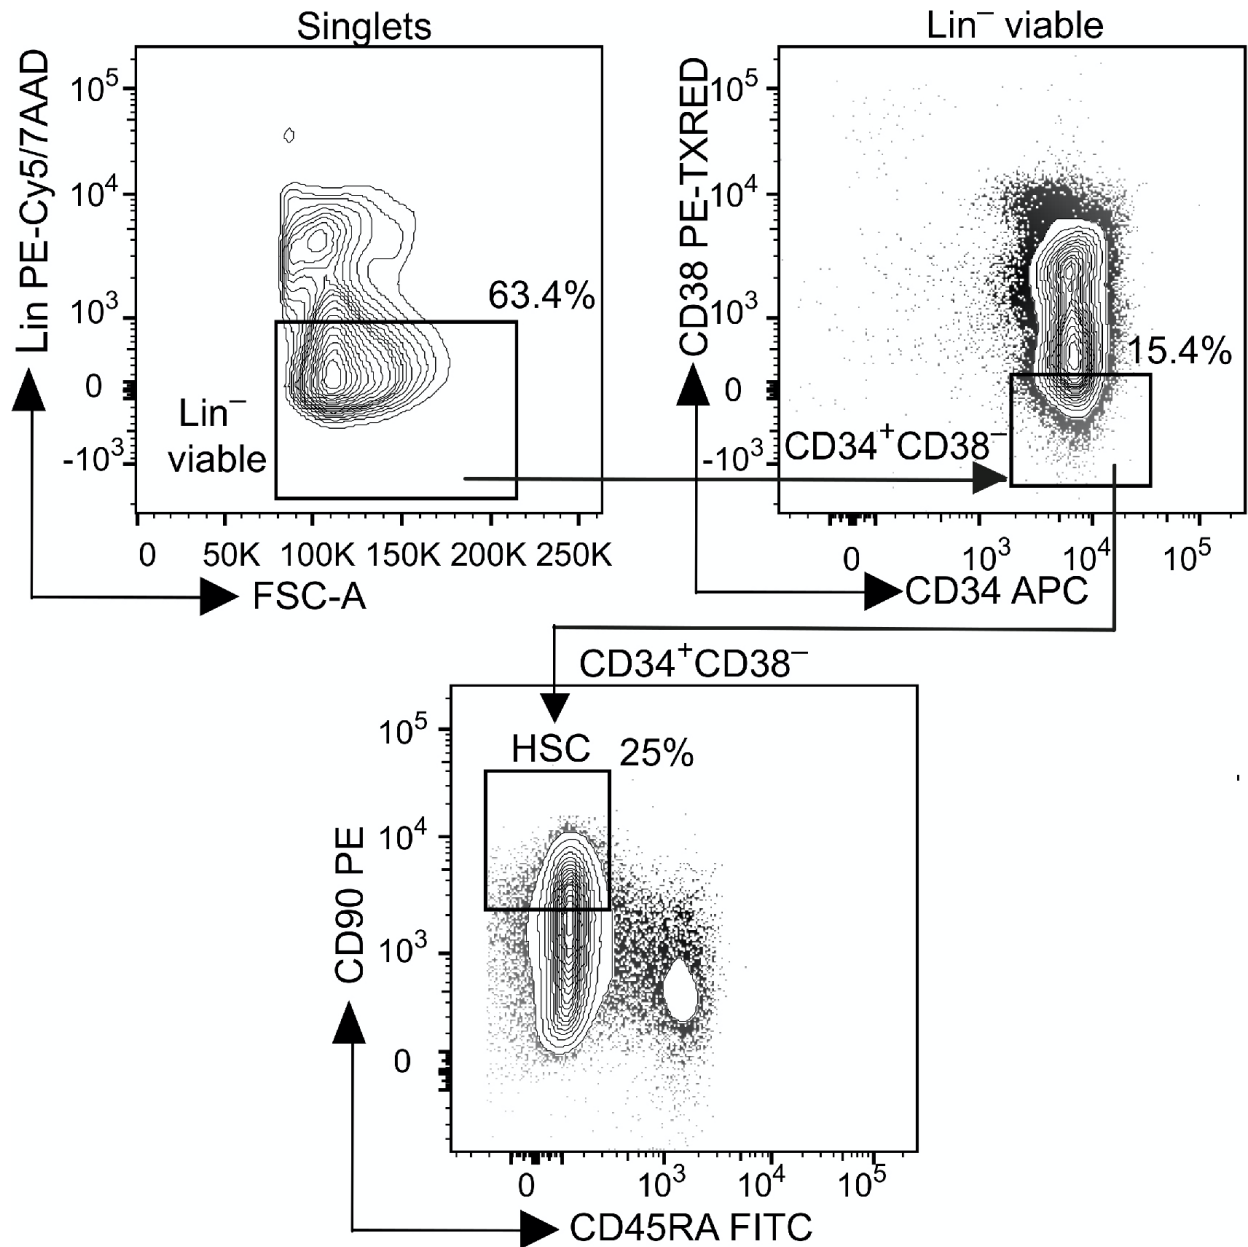 Singlets
Lin PE-Cy5/7AAD
10⁵
10⁴
10³
0
-10³
63.4%
Lin⁻
viable
0 50K 100K 150K 200K 250K
FSC-A
Lin⁻ viable
CD38 PE-TXRED
10⁵
10⁴
10³
0
-10³
15.4%
CD34⁺CD38⁻
0 10³ 10⁴ 10⁵
CD34 APC
CD34⁺CD38⁻
CD90 PE
10⁵
10⁴
10³
0
HSC 25%
0 10³ 10⁴ 10⁵
CD45RA FITC